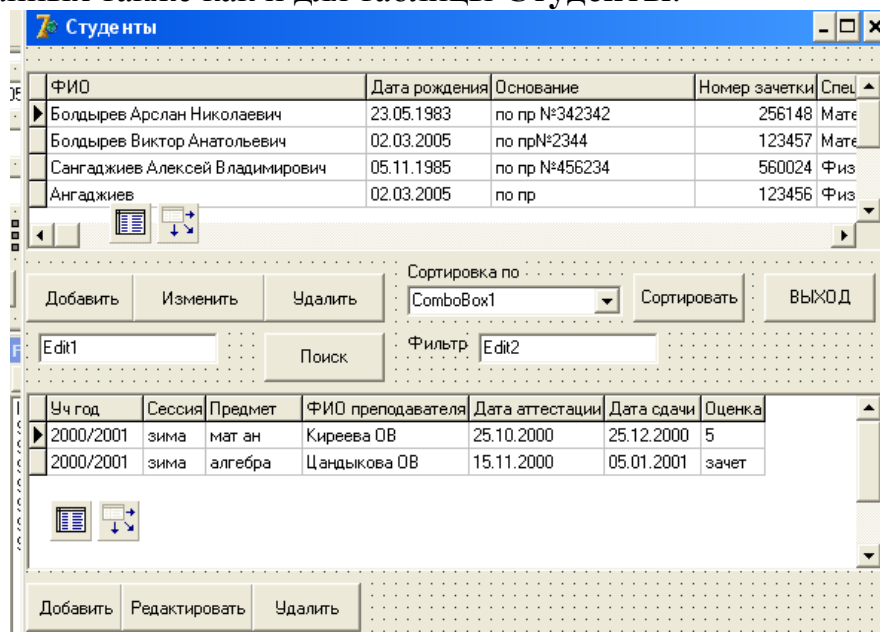 Студенты
ФИО Дата рождения Основание Номер зачетки Спец
Болдырев Арслан Николаевич 23.05.1983 по пр №342342 256148 Мате
Болдырев Виктор Анатольевич 02.03.2005 по пр№2344 123457 Мате
Сангаджиев Алексей Владимирович 05.11.1985 по пр №456234 560024 Физ
Ангаджиев 02.03.2005 по пр 123456 Физ
Сортировка по
Добавить Изменить Удалить ComboBox1 Сортировать ВЫХОД
Edit1 Поиск Фильтр Edit2
Уч год Сессия Предмет ФИО преподавателя Дата аттестации Дата сдачи Оценка
2000/2001 зима мат ан Киреева ОВ 25.10.2000 25.12.2000 5
2000/2001 зима алгебра Цандыкова ОВ 15.11.2000 05.01.2001 зачет
Добавить Редактировать Удалить